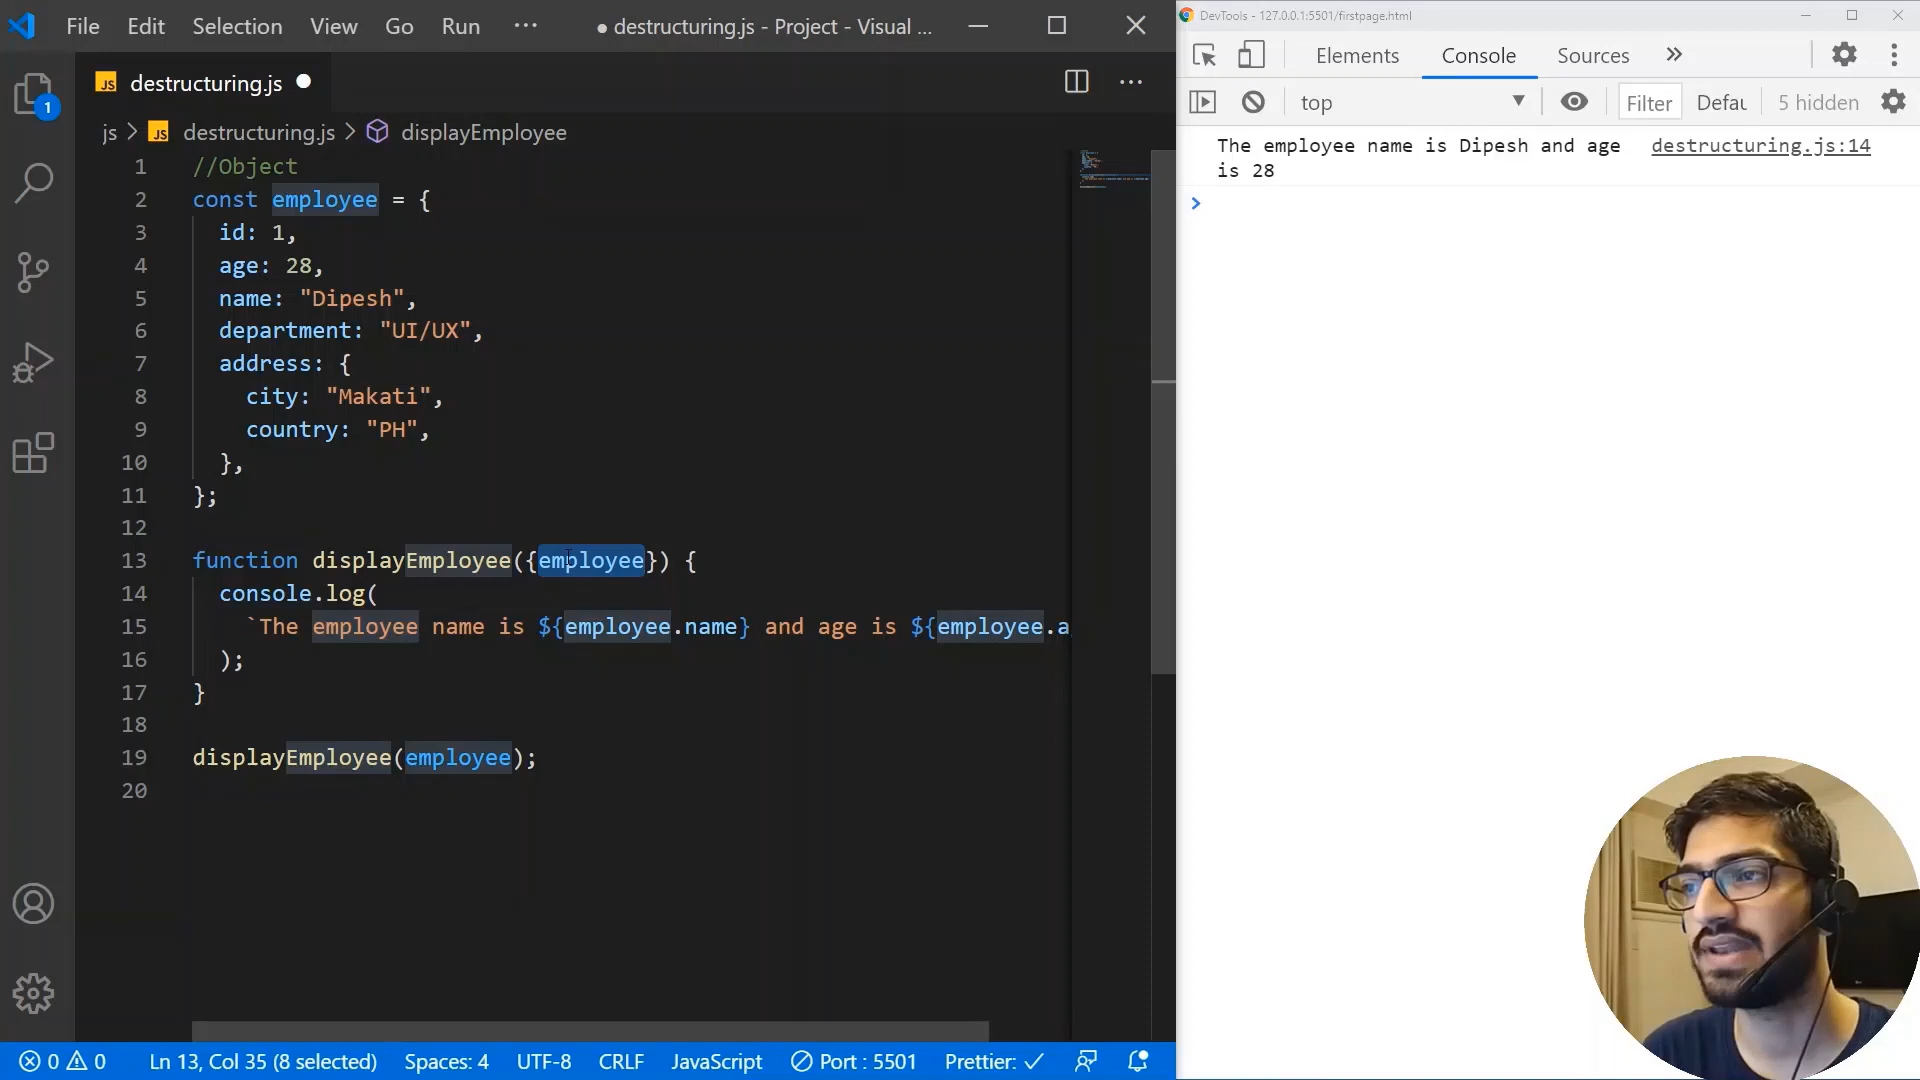 File Edit Selection View Go Run ··· ● destructuring.js - Project - Visual ...
JS destructuring.js ●
js > JS destructuring.js > displayEmployee
1 //Object
2 const employee = {
3 id: 1,
4 age: 28,
5 name: "Dipesh",
6 department: "UI/UX",
7 address: {
8 city: "Makati",
9 country: "PH",
10 },
11 };
12
13 function displayEmployee({employee}) {
14 console.log(
15 `The employee name is ${employee.name} and age is ${employee.a
16 );
17 }
18
19 displayEmployee(employee);
20
1
0 0 Ln 13, Col 35 (8 selected) Spaces: 4 UTF-8 CRLF JavaScript Port : 5501 Prettier: ✓
DevTools - 127.0.0.1:5501/firstpage.html
Elements Console Sources »
top Filter Defau 5 hidden
The employee name is Dipesh and age destructuring.js:14
is 28
>